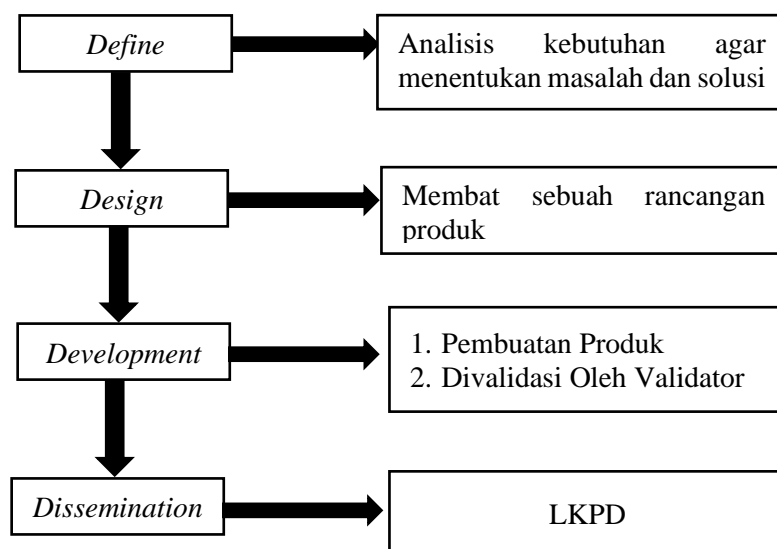 Define
Analisis kebutuhan agar
menentukan masalah dan solusi
Design
Membat sebuah rancangan
produk
Development
1. Pembuatan Produk
2. Divalidasi Oleh Validator
Dissemination
LKPD